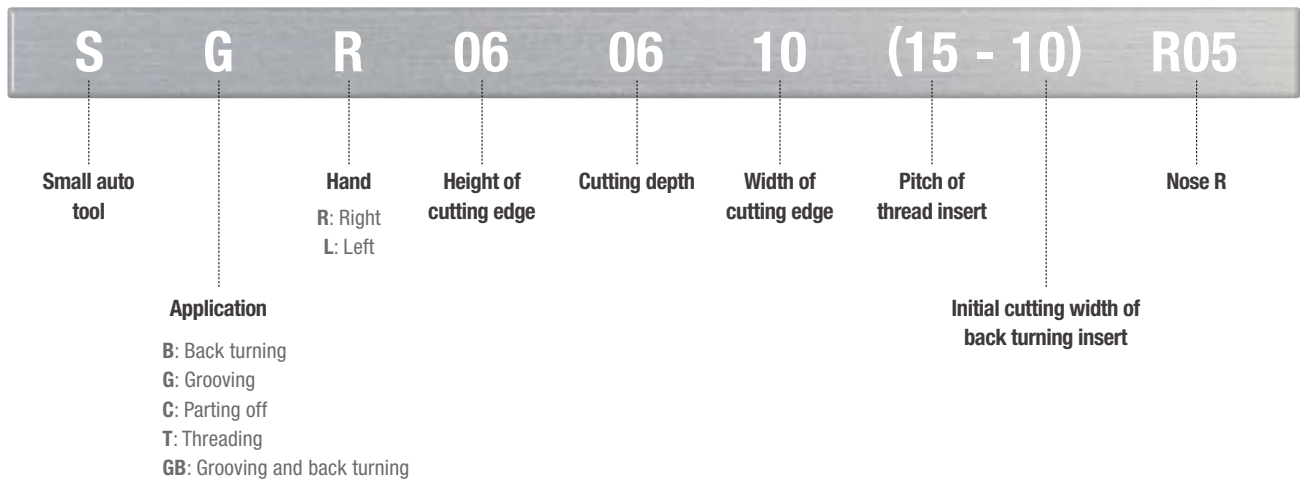 S G R 06 06 10 (15 - 10) R05
Small auto
tool
Hand
R: Right
L: Left
Height of
cutting edge
Cutting depth
Width of
cutting edge
Pitch of
thread insert
Nose R
Application
B: Back turning
G: Grooving
C: Parting off
T: Threading
GB: Grooving and back turning
Initial cutting width of
back turning insert